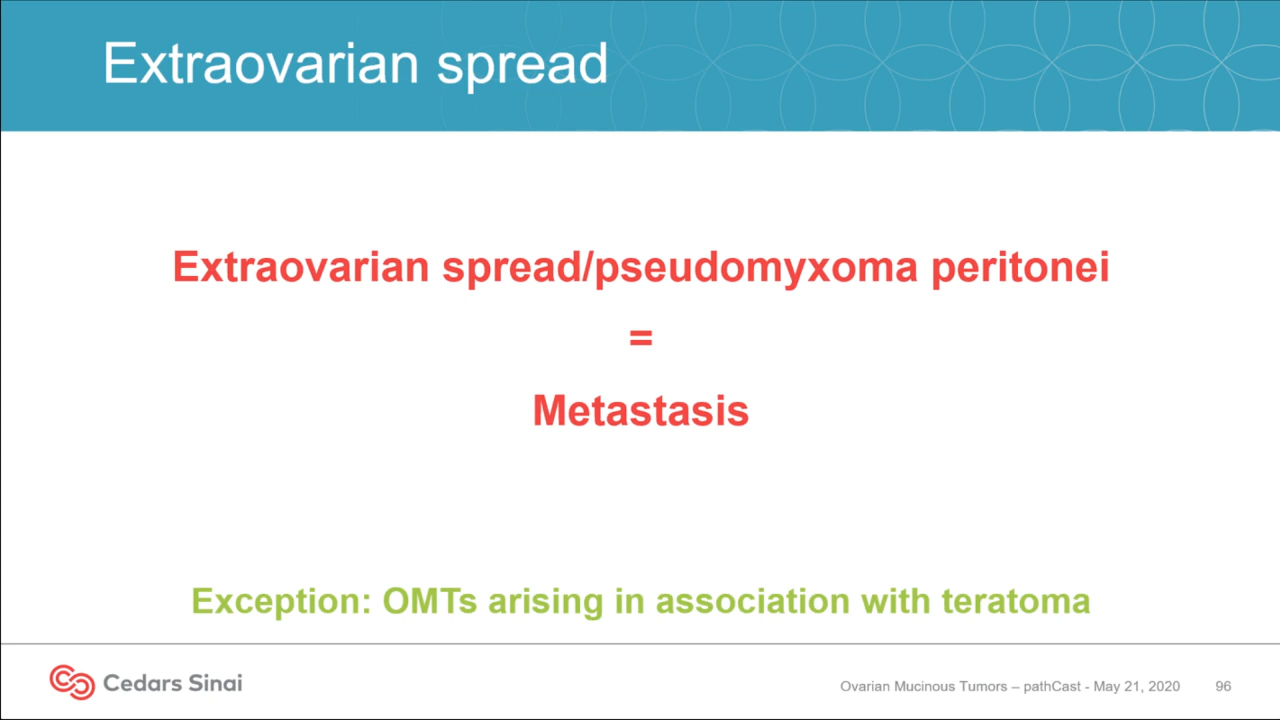 Extraovarian spread
Extraovarian spread/pseudomyxoma peritonei
=
Metastasis
Exception: OMTs arising in association with teratoma
Cedars Sinai
Ovarian Mucinous Tumors – pathCast - May 21, 2020 96